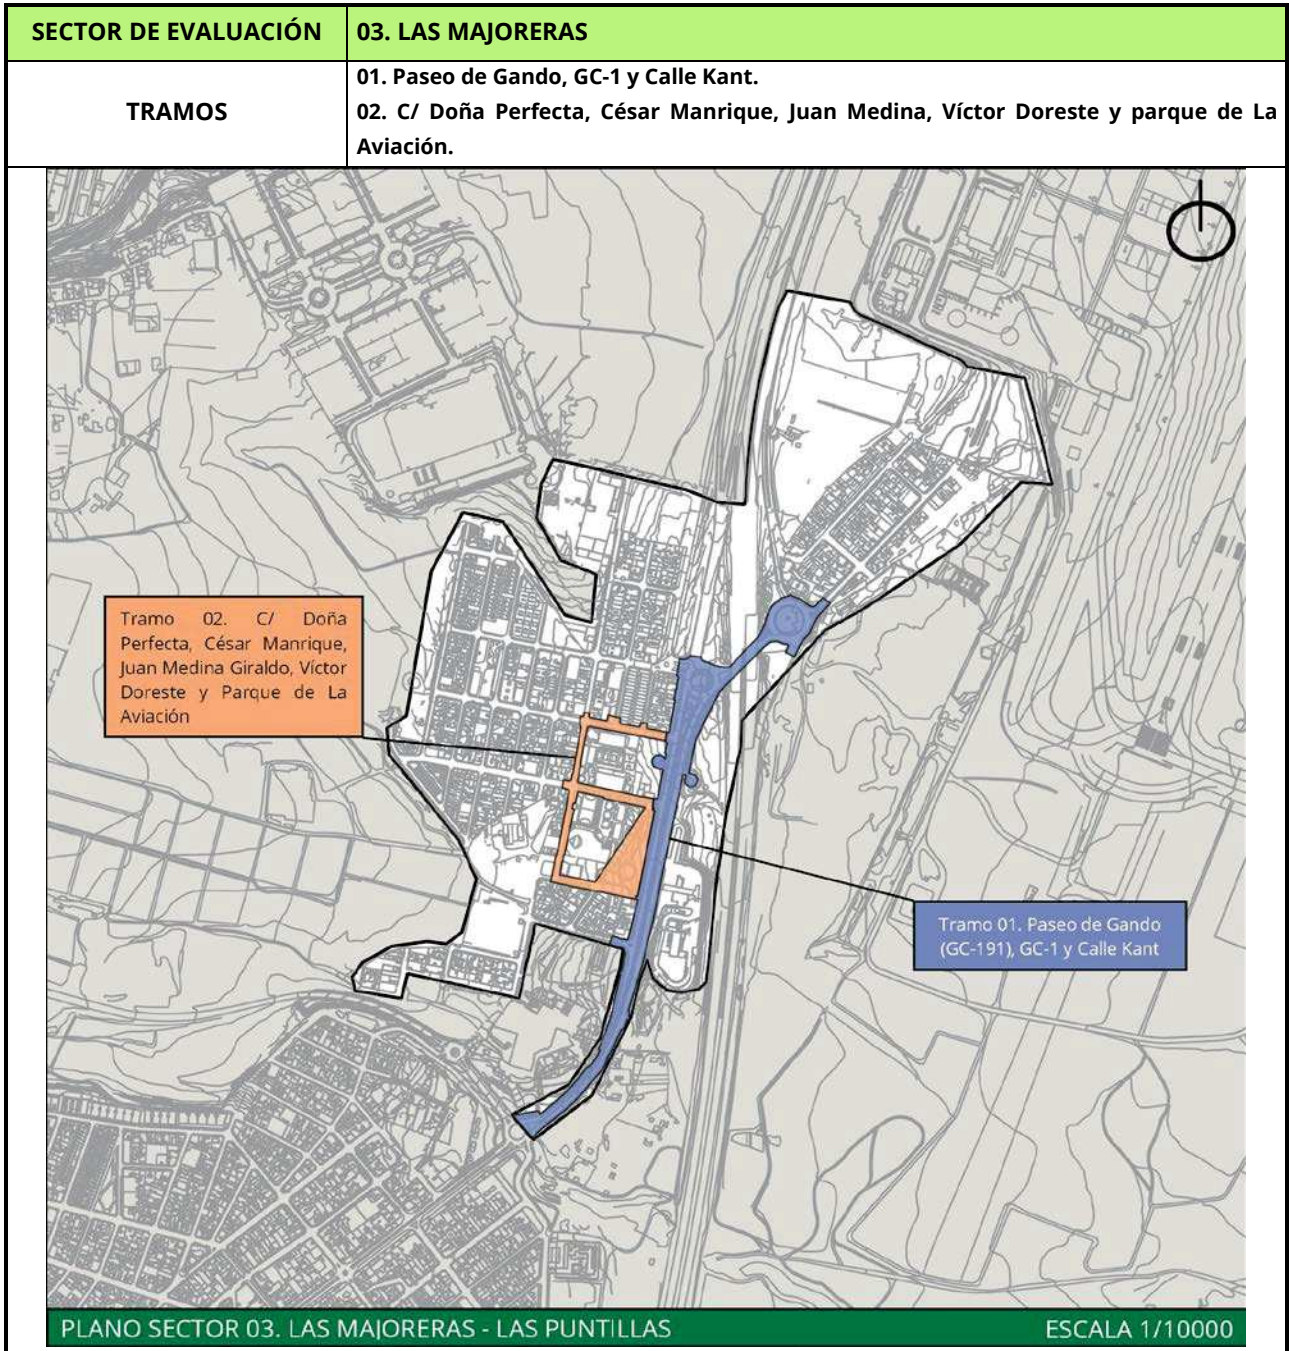 SECTOR DE EVALUACIÓN
03. LAS MAJORERAS
TRAMOS
01. Paseo de Gando, GC-1 y Calle Kant.
02. C/ Doña Perfecta, César Manrique, Juan Medina, Víctor Doreste y parque de La
Aviación.
Tramo 02. C/ Doña
Perfecta, César Manrique,
Juan Medina Giraldo, Víctor
Doreste y Parque de La
Aviación
Tramo 01. Paseo de Gando
(GC-191), GC-1 y Calle Kant
PLANO SECTOR 03. LAS MAJORERAS - LAS PUNTILLAS
ESCALA 1/10000